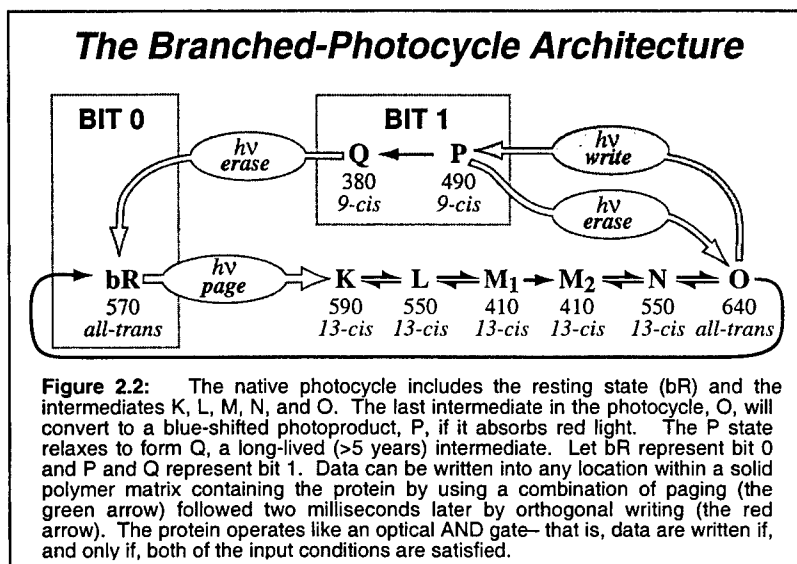 The Branched-Photocycle Architecture
BIT 0
BIT 1
hν
erase
Q
380
9-cis
P
490
9-cis
hν
write
hν
erase
bR
570
all-trans
hν
page
K
590
13-cis
L
550
13-cis
M₁
410
13-cis
M₂
410
13-cis
N
550
13-cis
O
640
all-trans
Figure 2.2: The native photocycle includes the resting state (bR) and the
intermediates K, L, M, N, and O. The last intermediate in the photocycle, O, will
convert to a blue-shifted photoproduct, P, if it absorbs red light. The P state
relaxes to form Q, a long-lived (>5 years) intermediate. Let bR represent bit 0
and P and Q represent bit 1. Data can be written into any location within a solid
polymer matrix containing the protein by using a combination of paging (the
green arrow) followed two milliseconds later by orthogonal writing (the red
arrow). The protein operates like an optical AND gate– that is, data are written if,
and only if, both of the input conditions are satisfied.